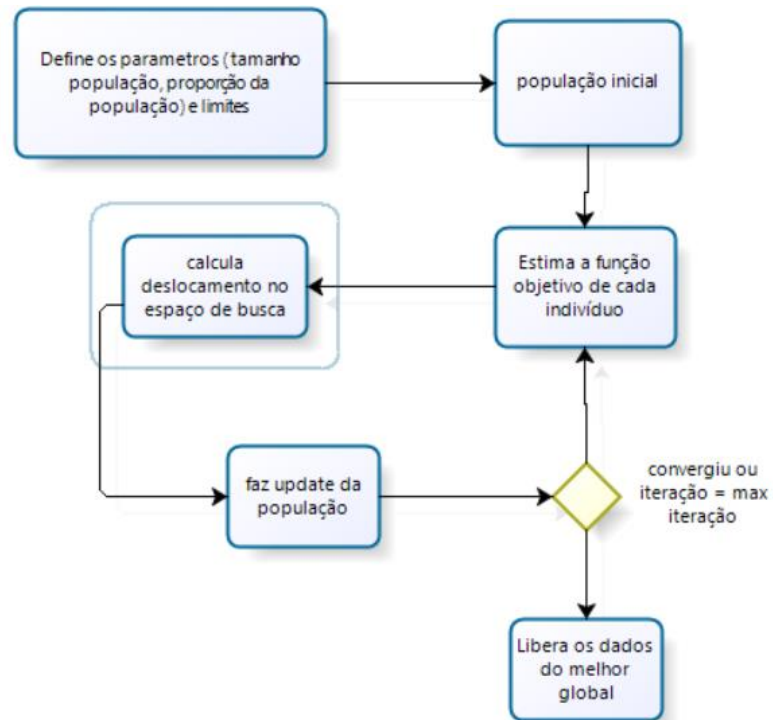 Define os parametros ( tamanho
população, proporção da
população) e limites
população inicial
Estima a função
objetivo de cada
indivíduo
calcula
deslocamento no
espaço de busca
faz update da
população
convergiu ou
iteração = max
iteração
Libera os dados
do melhor
global